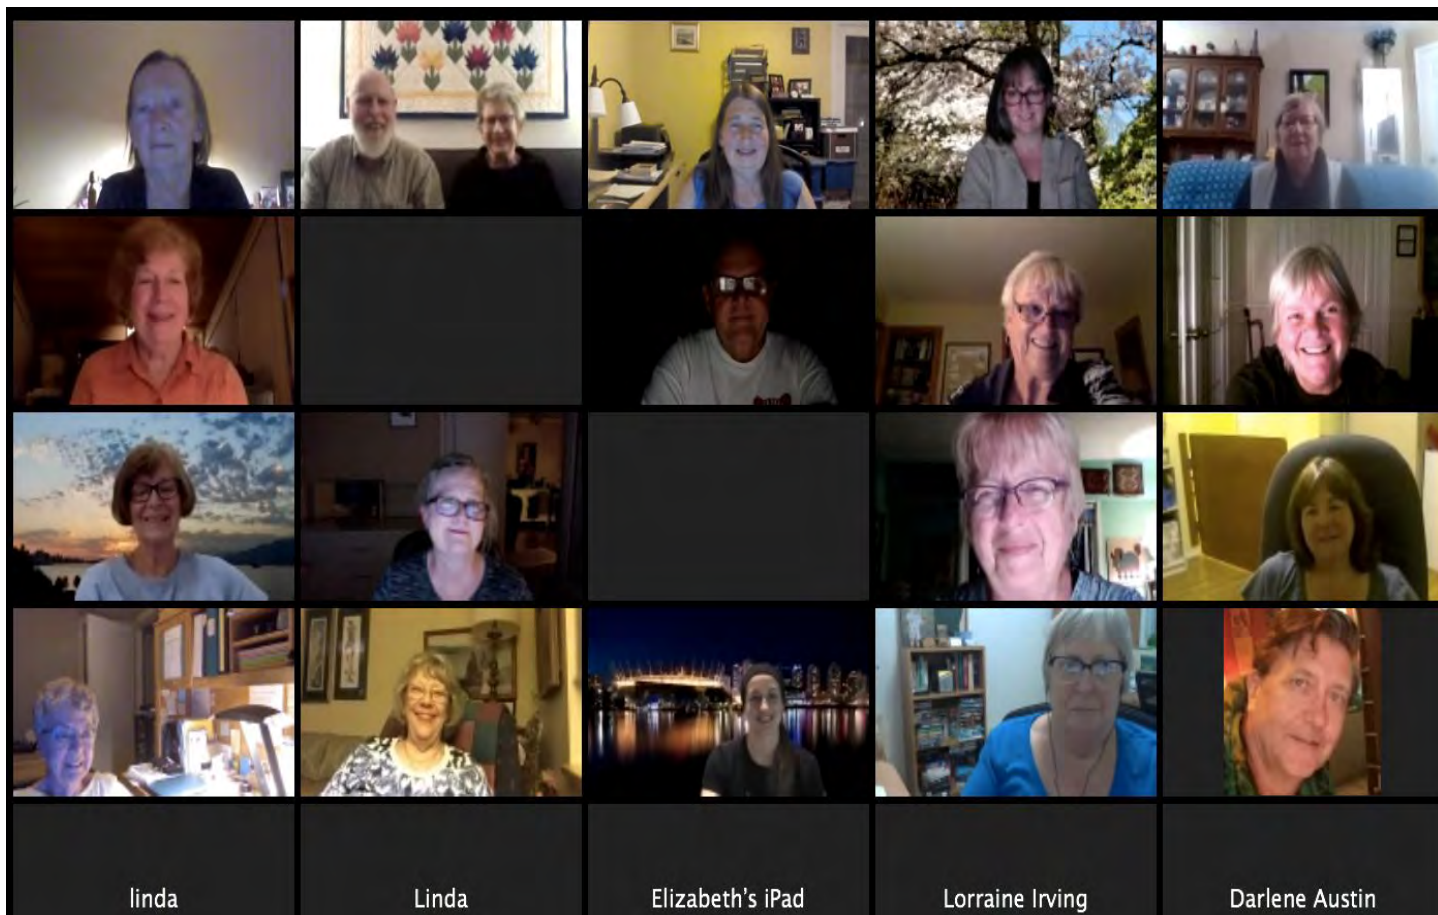 linda
Linda
Elizabeth's iPad
Lorraine Irving
Darlene Austin